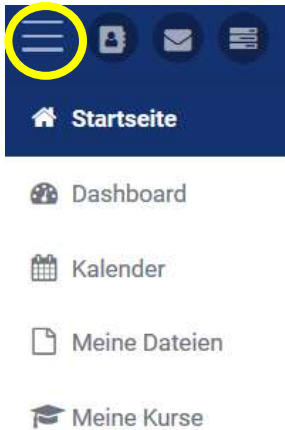 Startseite
Dashboard
Kalender
Meine Dateien
Meine Kurse